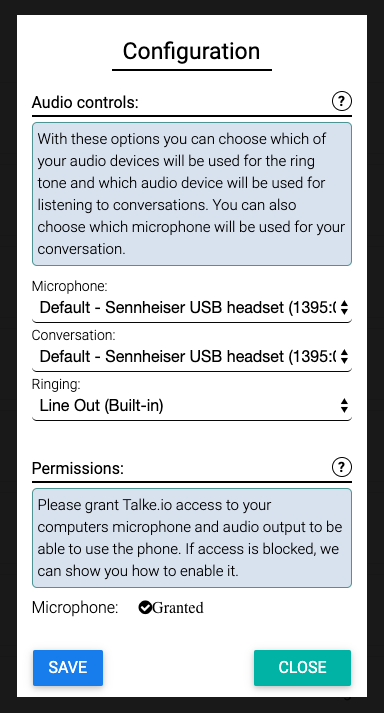 Configuration
Audio controls:
?
With these options you can choose which of
your audio devices will be used for the ring
tone and which audio device will be used for
listening to conversations. You can also
choose which microphone will be used for your
conversation.
Microphone:
Default - Sennheiser USB headset (1395:
Conversation:
Default - Sennheiser USB headset (1395:
Ringing:
Line Out (Built-in)
Permissions:
?
Please grant Talke.io access to your
computers microphone and audio output to be
able to use the phone. If access is blocked, we
can show you how to enable it.
Microphone: Granted
SAVE CLOSE